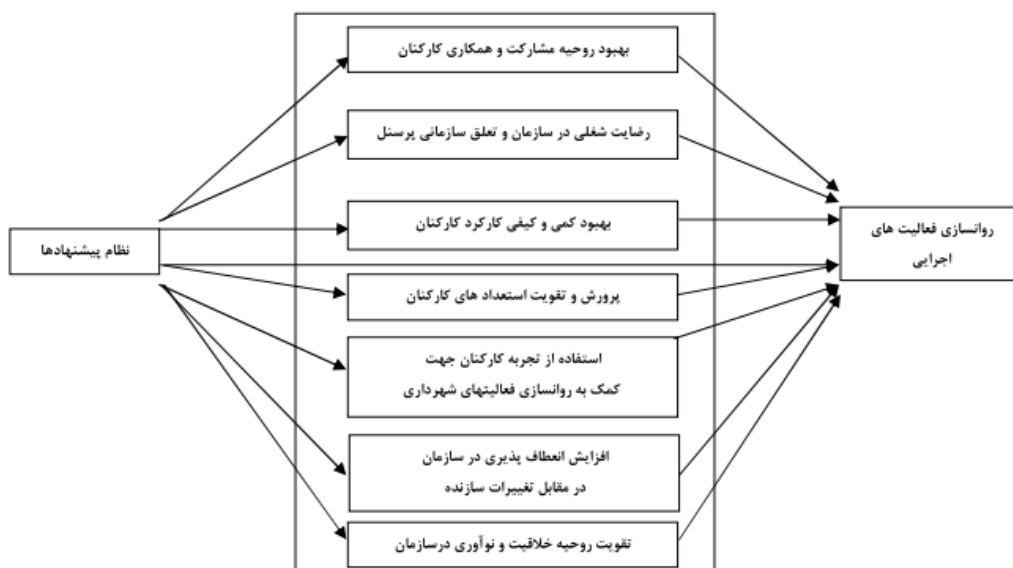 بهبود روحیه مشارکت و همکاری کارکنان
رضایت شغلی در سازمان و تعلق سازمانی پرسنل
بهبود کمی و کیفی کارکرد کارکنان
روانسازی فعالیت های
اجرایی
نظام پیشنهادها
پرورش و تقویت استعداد های کارکنان
استفاده از تجربه کارکنان جهت
کمک به روانسازی فعالیتهای شهرداری
افزایش انعطاف پذیری در سازمان
در مقابل تغییرات سازنده
تقویت روحیه خلاقیت و نوآوری درسازمان